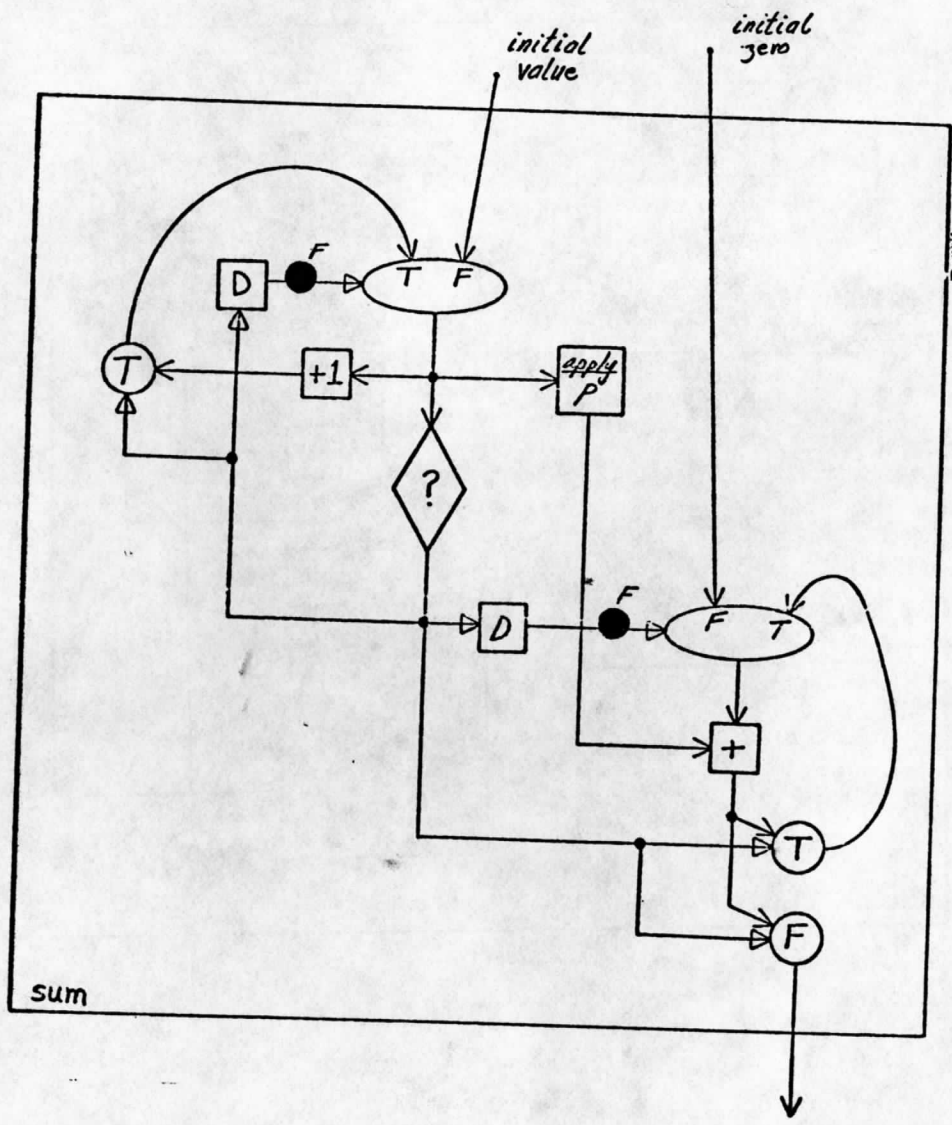 initial
zero
initial
value
F
D
T F
T
+1
apply
P
?
F
D
F T
+
T
F
sum